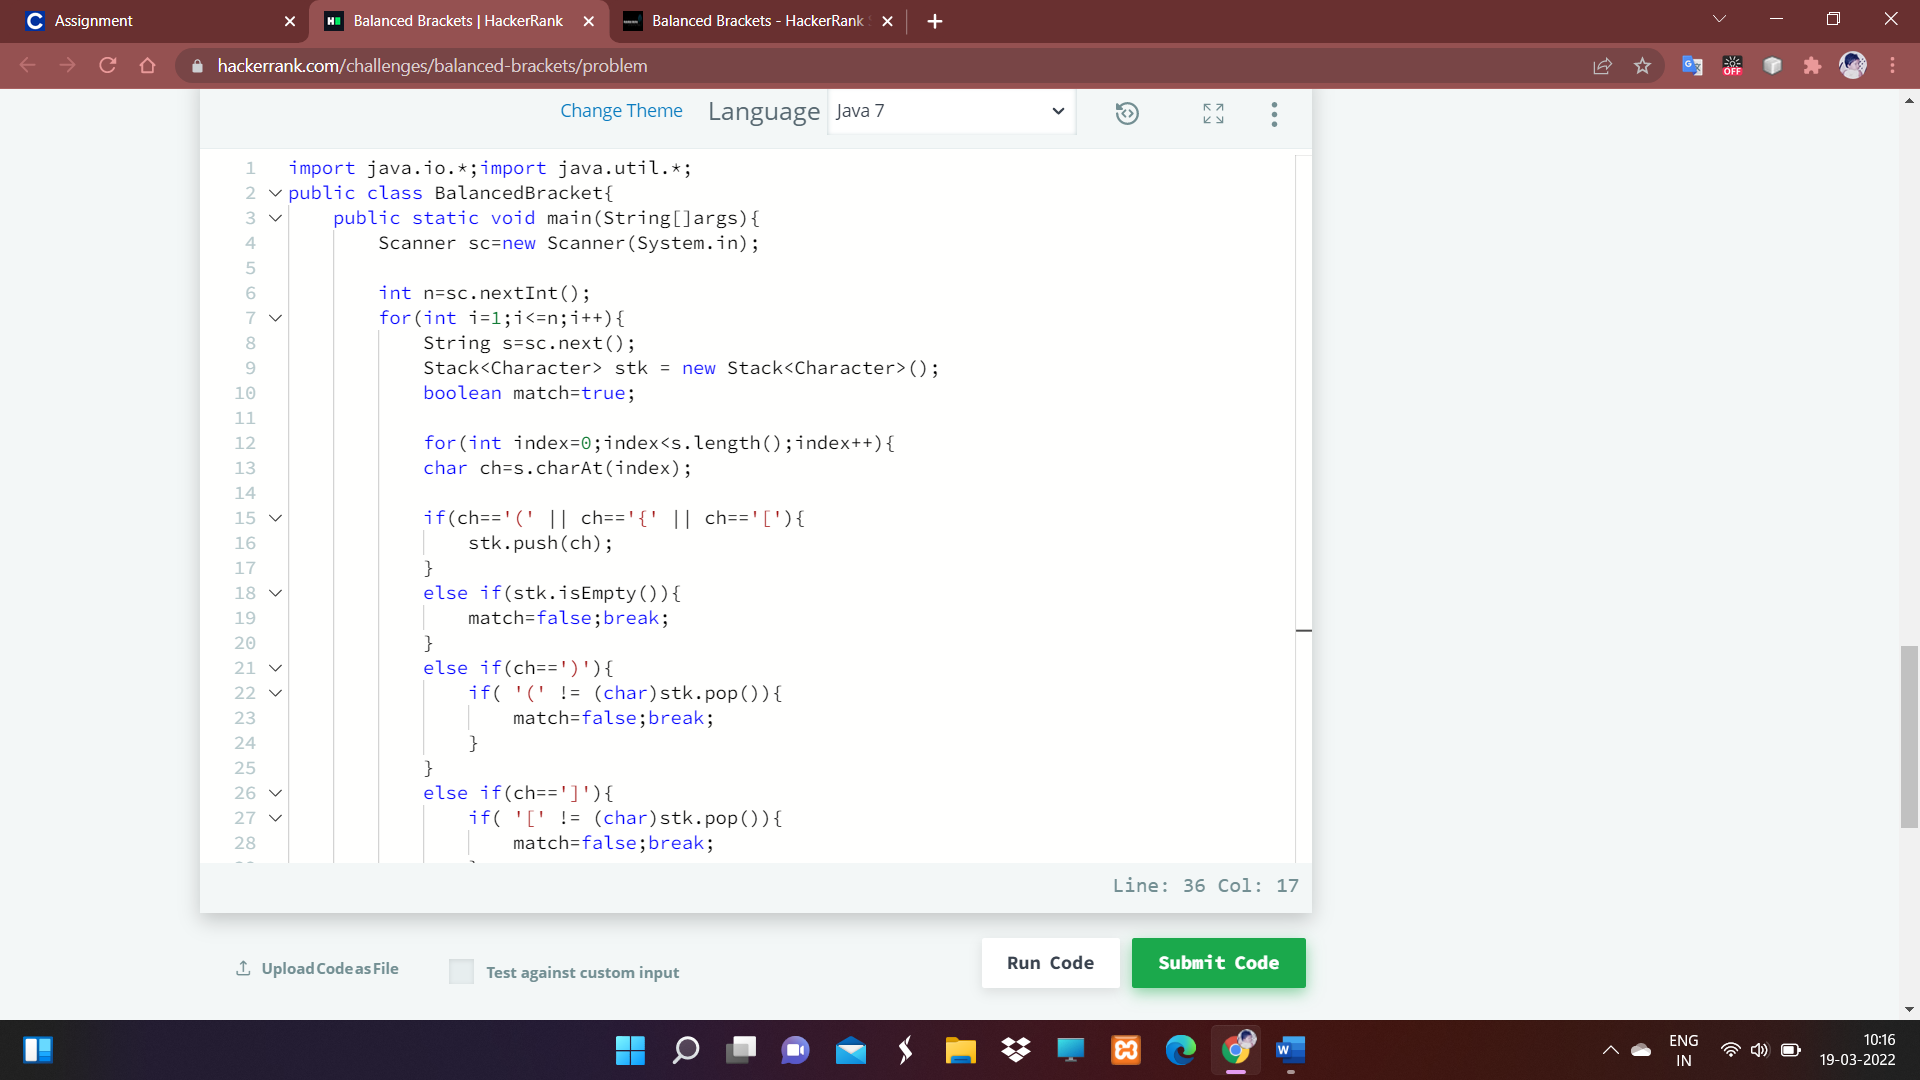 Assignment
Balanced Brackets | HackerRank
Balanced Brackets - HackerRank
hackerrank.com/challenges/balanced-brackets/problem
OFF
Change Theme Language Java 7
1 import java.io.*;import java.util.*;
2 public class BalancedBracket{
3 public static void main(String[]args){
4 Scanner sc=new Scanner(System.in);
5
6 int n=sc.nextInt();
7 for(int i=1;i<=n;i++){
8 String s=sc.next();
9 Stack<Character> stk = new Stack<Character>();
10 boolean match=true;
11
12 for(int index=0;index<s.length();index++){
13 char ch=s.charAt(index);
14
15 if(ch=='(' || ch=='{' || ch=='['){
16 stk.push(ch);
17 }
18 else if(stk.isEmpty()){
19 match=false;break;
20 }
21 else if(ch==')'){
22 if( '(' != (char)stk.pop()){
23 match=false;break;
24 }
25 }
26 else if(ch==']'){
27 if( '[' != (char)stk.pop()){
28 match=false;break;
Line: 36 Col: 17
Upload Code as File
Test against custom input
Run Code
Submit Code
ENG
IN
10:16
19-03-2022